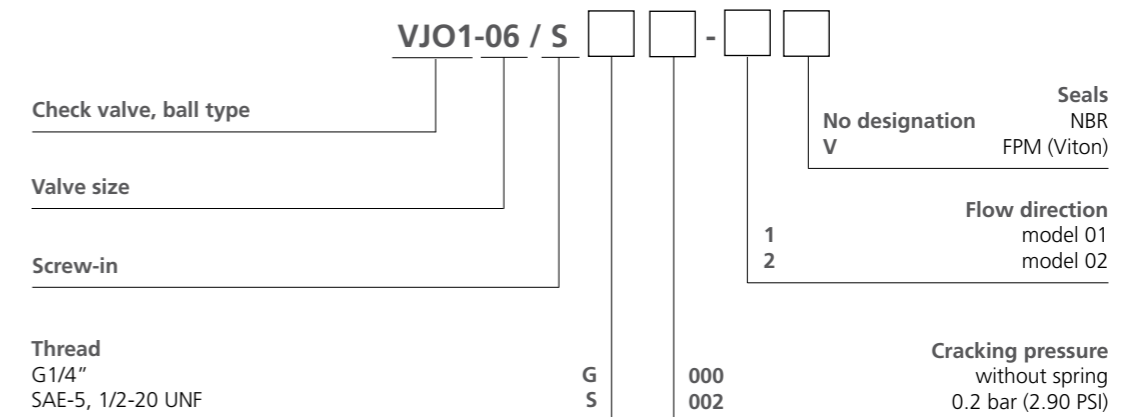 VJO1-06 / S - 
Check valve, ball type
Seals
No designation NBR
V FPM (Viton)
Valve size
Flow direction
1 model 01
2 model 02
Screw-in
Thread
G1/4”
SAE-5, 1/2-20 UNF
G
S
Cracking pressure
000 without spring
002 0.2 bar (2.90 PSI)